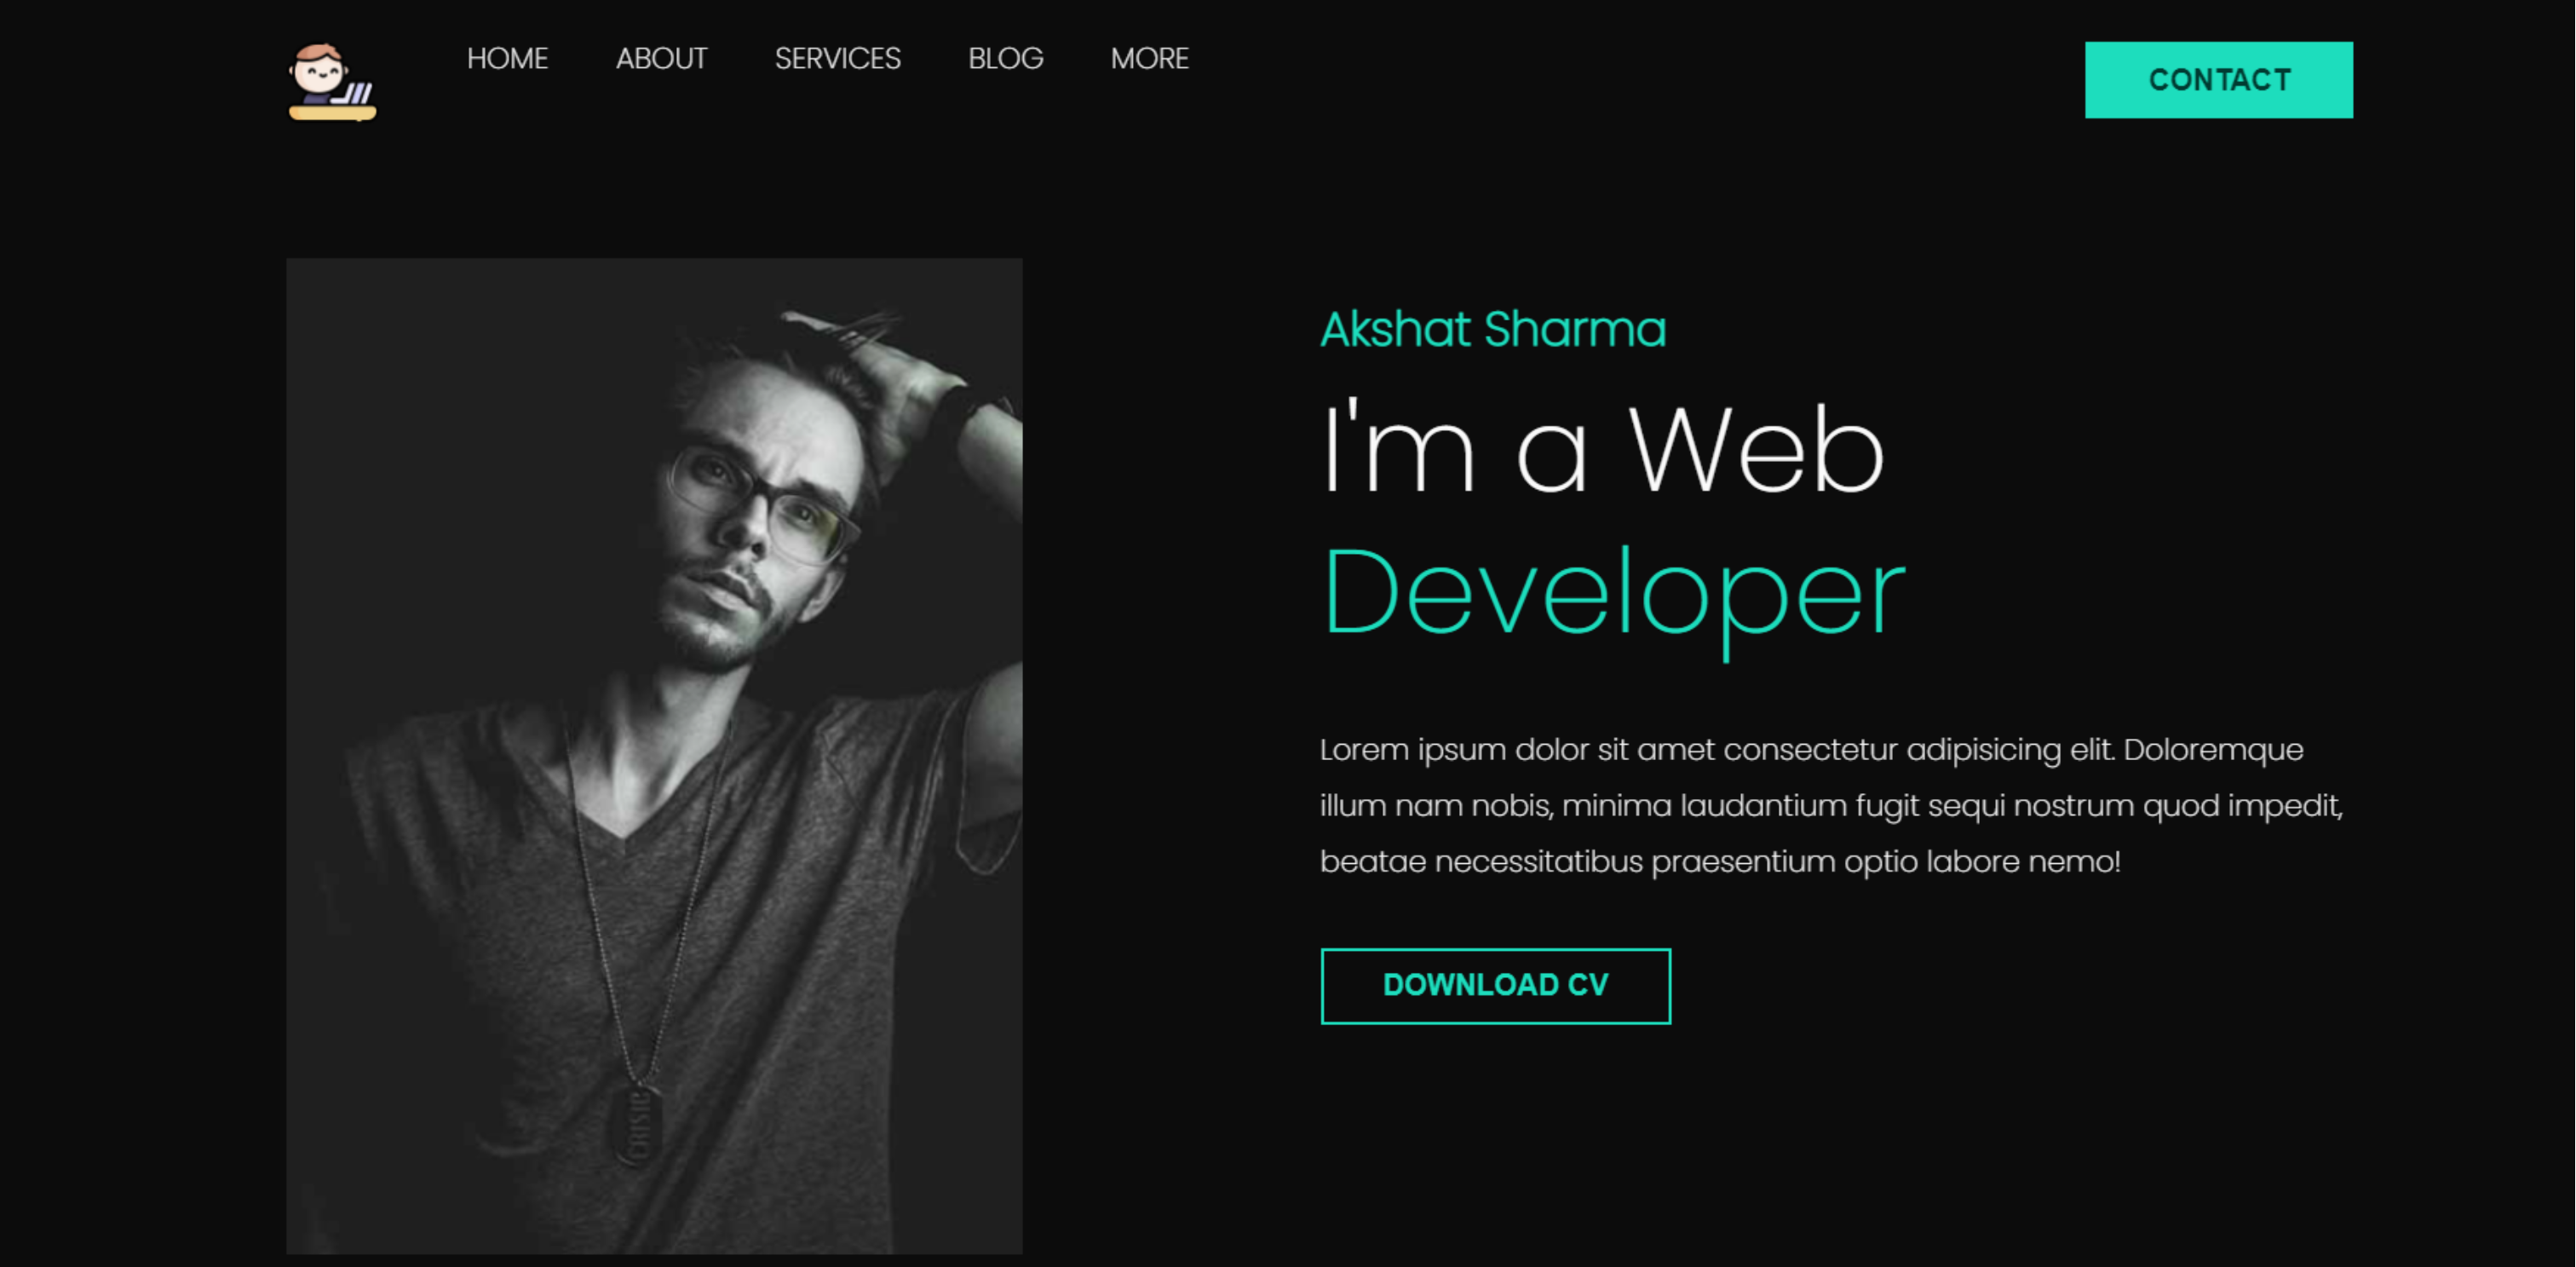 HOME ABOUT SERVICES BLOG MORE
CONTACT
Akshat Sharma
I'm a Web
Developer
Lorem ipsum dolor sit amet consectetur adipisicing elit. Doloremque
illum nam nobis, minima laudantium fugit sequi nostrum quod impedit,
beatae necessitatibus praesentium optio labore nemo!
DOWNLOAD CV